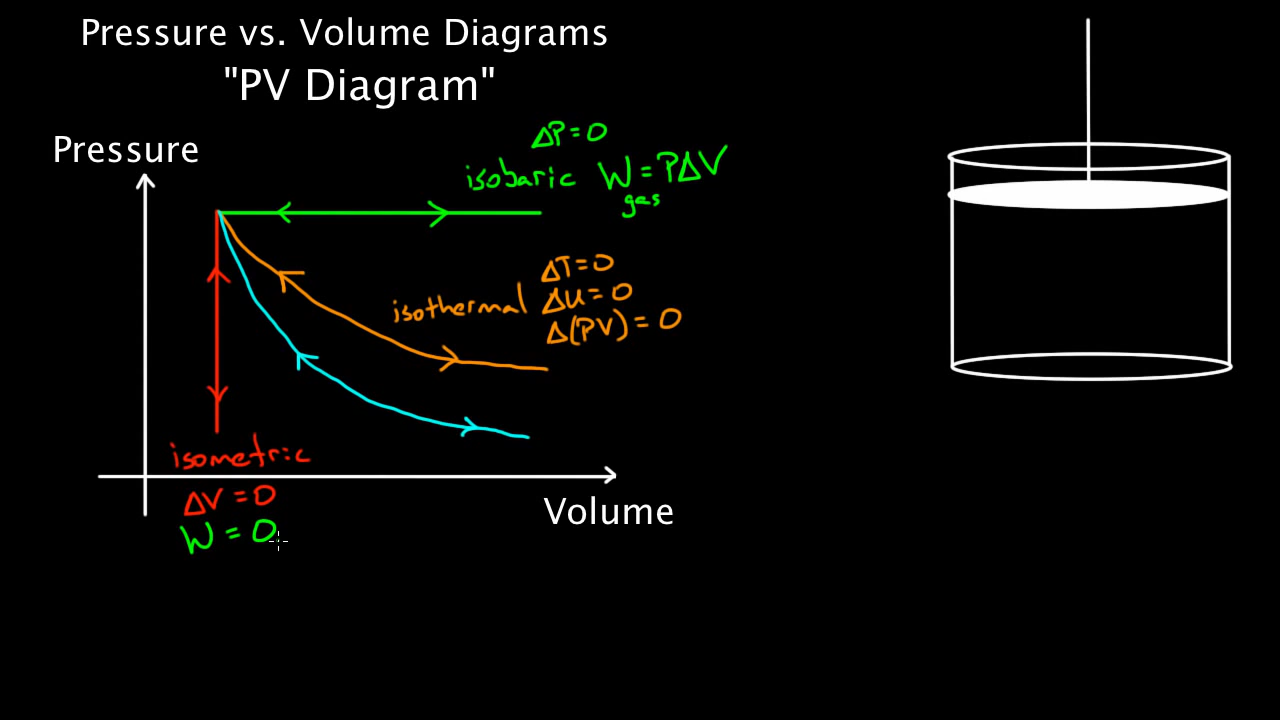 Pressure vs. Volume Diagrams
"PV Diagram"
Pressure
ΔP=0
isobaric W=PΔV
gas
isothermal
ΔT=0
ΔU=0
Δ(PV)=0
isometric
ΔV=0
W=0
Volume